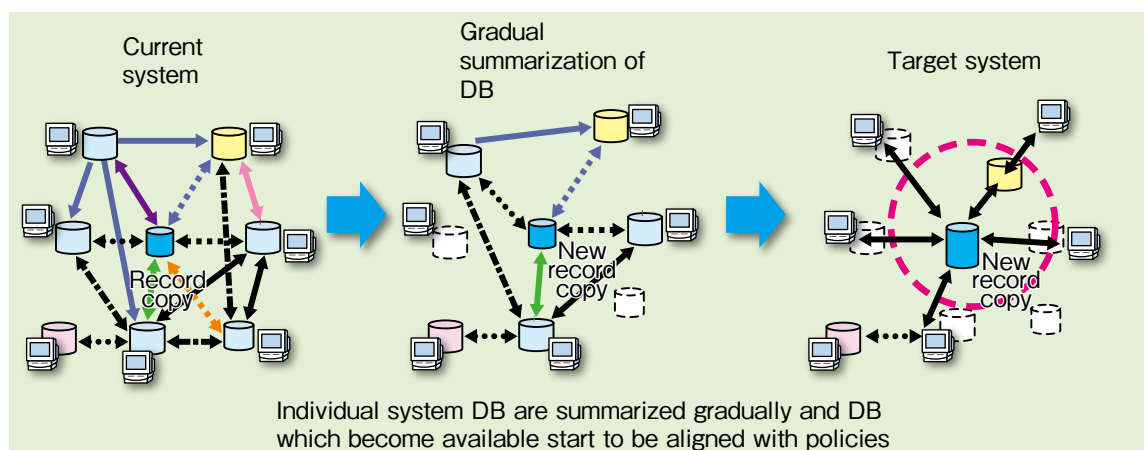 Current
system
Gradual
summarization of
DB
Target system
Record
copy
New
record
copy
New
record
copy
Individual system DB are summarized gradually and DB
which become available start to be aligned with policies